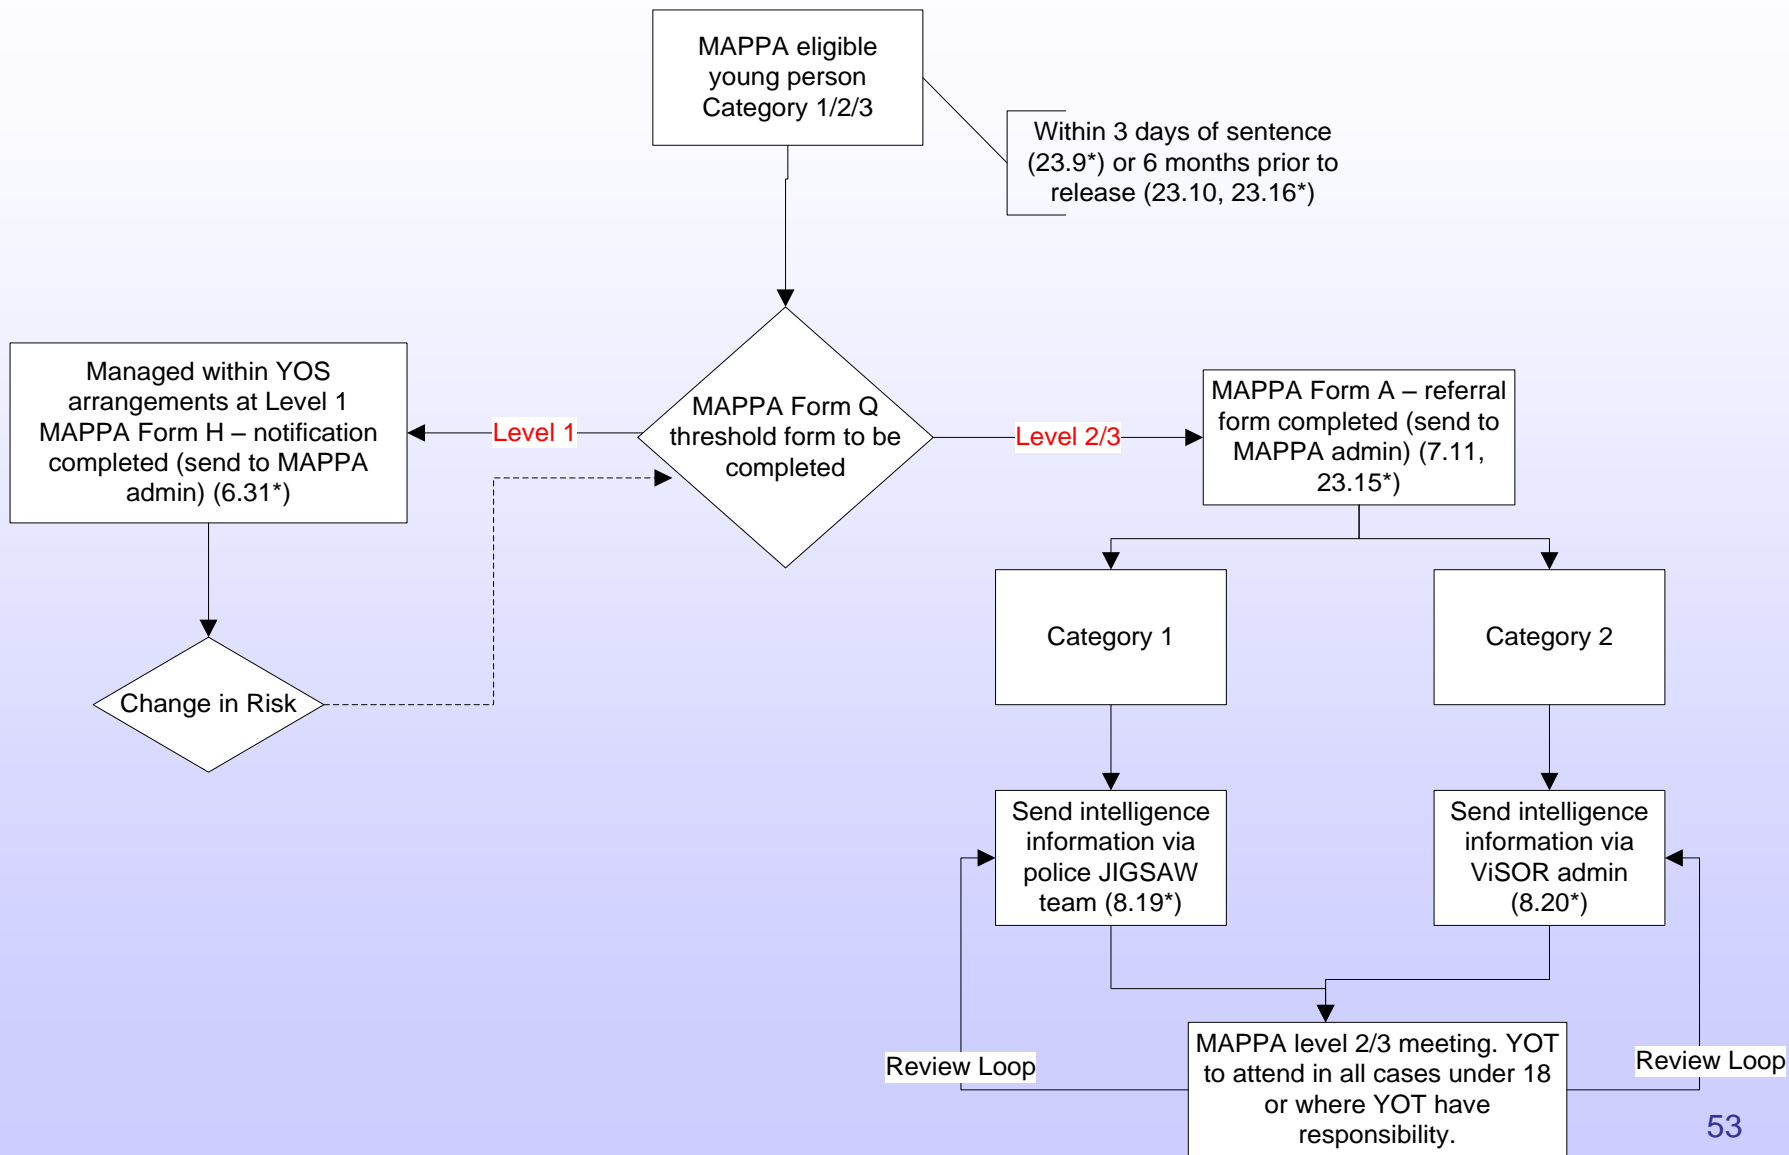 MAPPA eligible
young person
Category 1/2/3
Within 3 days of sentence
(23.9*) or 6 months prior to
release (23.10, 23.16*)
Managed within YOS
arrangements at Level 1
MAPPA Form H – notification
completed (send to MAPPA
admin) (6.31*)
Level 1
MAPPA Form Q
threshold form to be
completed
Level 2/3
MAPPA Form A – referral
form completed (send to
MAPPA admin) (7.11,
23.15*)
Change in Risk
Category 1
Category 2
Send intelligence
information via
police JIGSAW
team (8.19*)
Send intelligence
information via
ViSOR admin
(8.20*)
Review Loop
MAPPA level 2/3 meeting. YOT
to attend in all cases under 18
or where YOT have
responsibility.
Review Loop
53